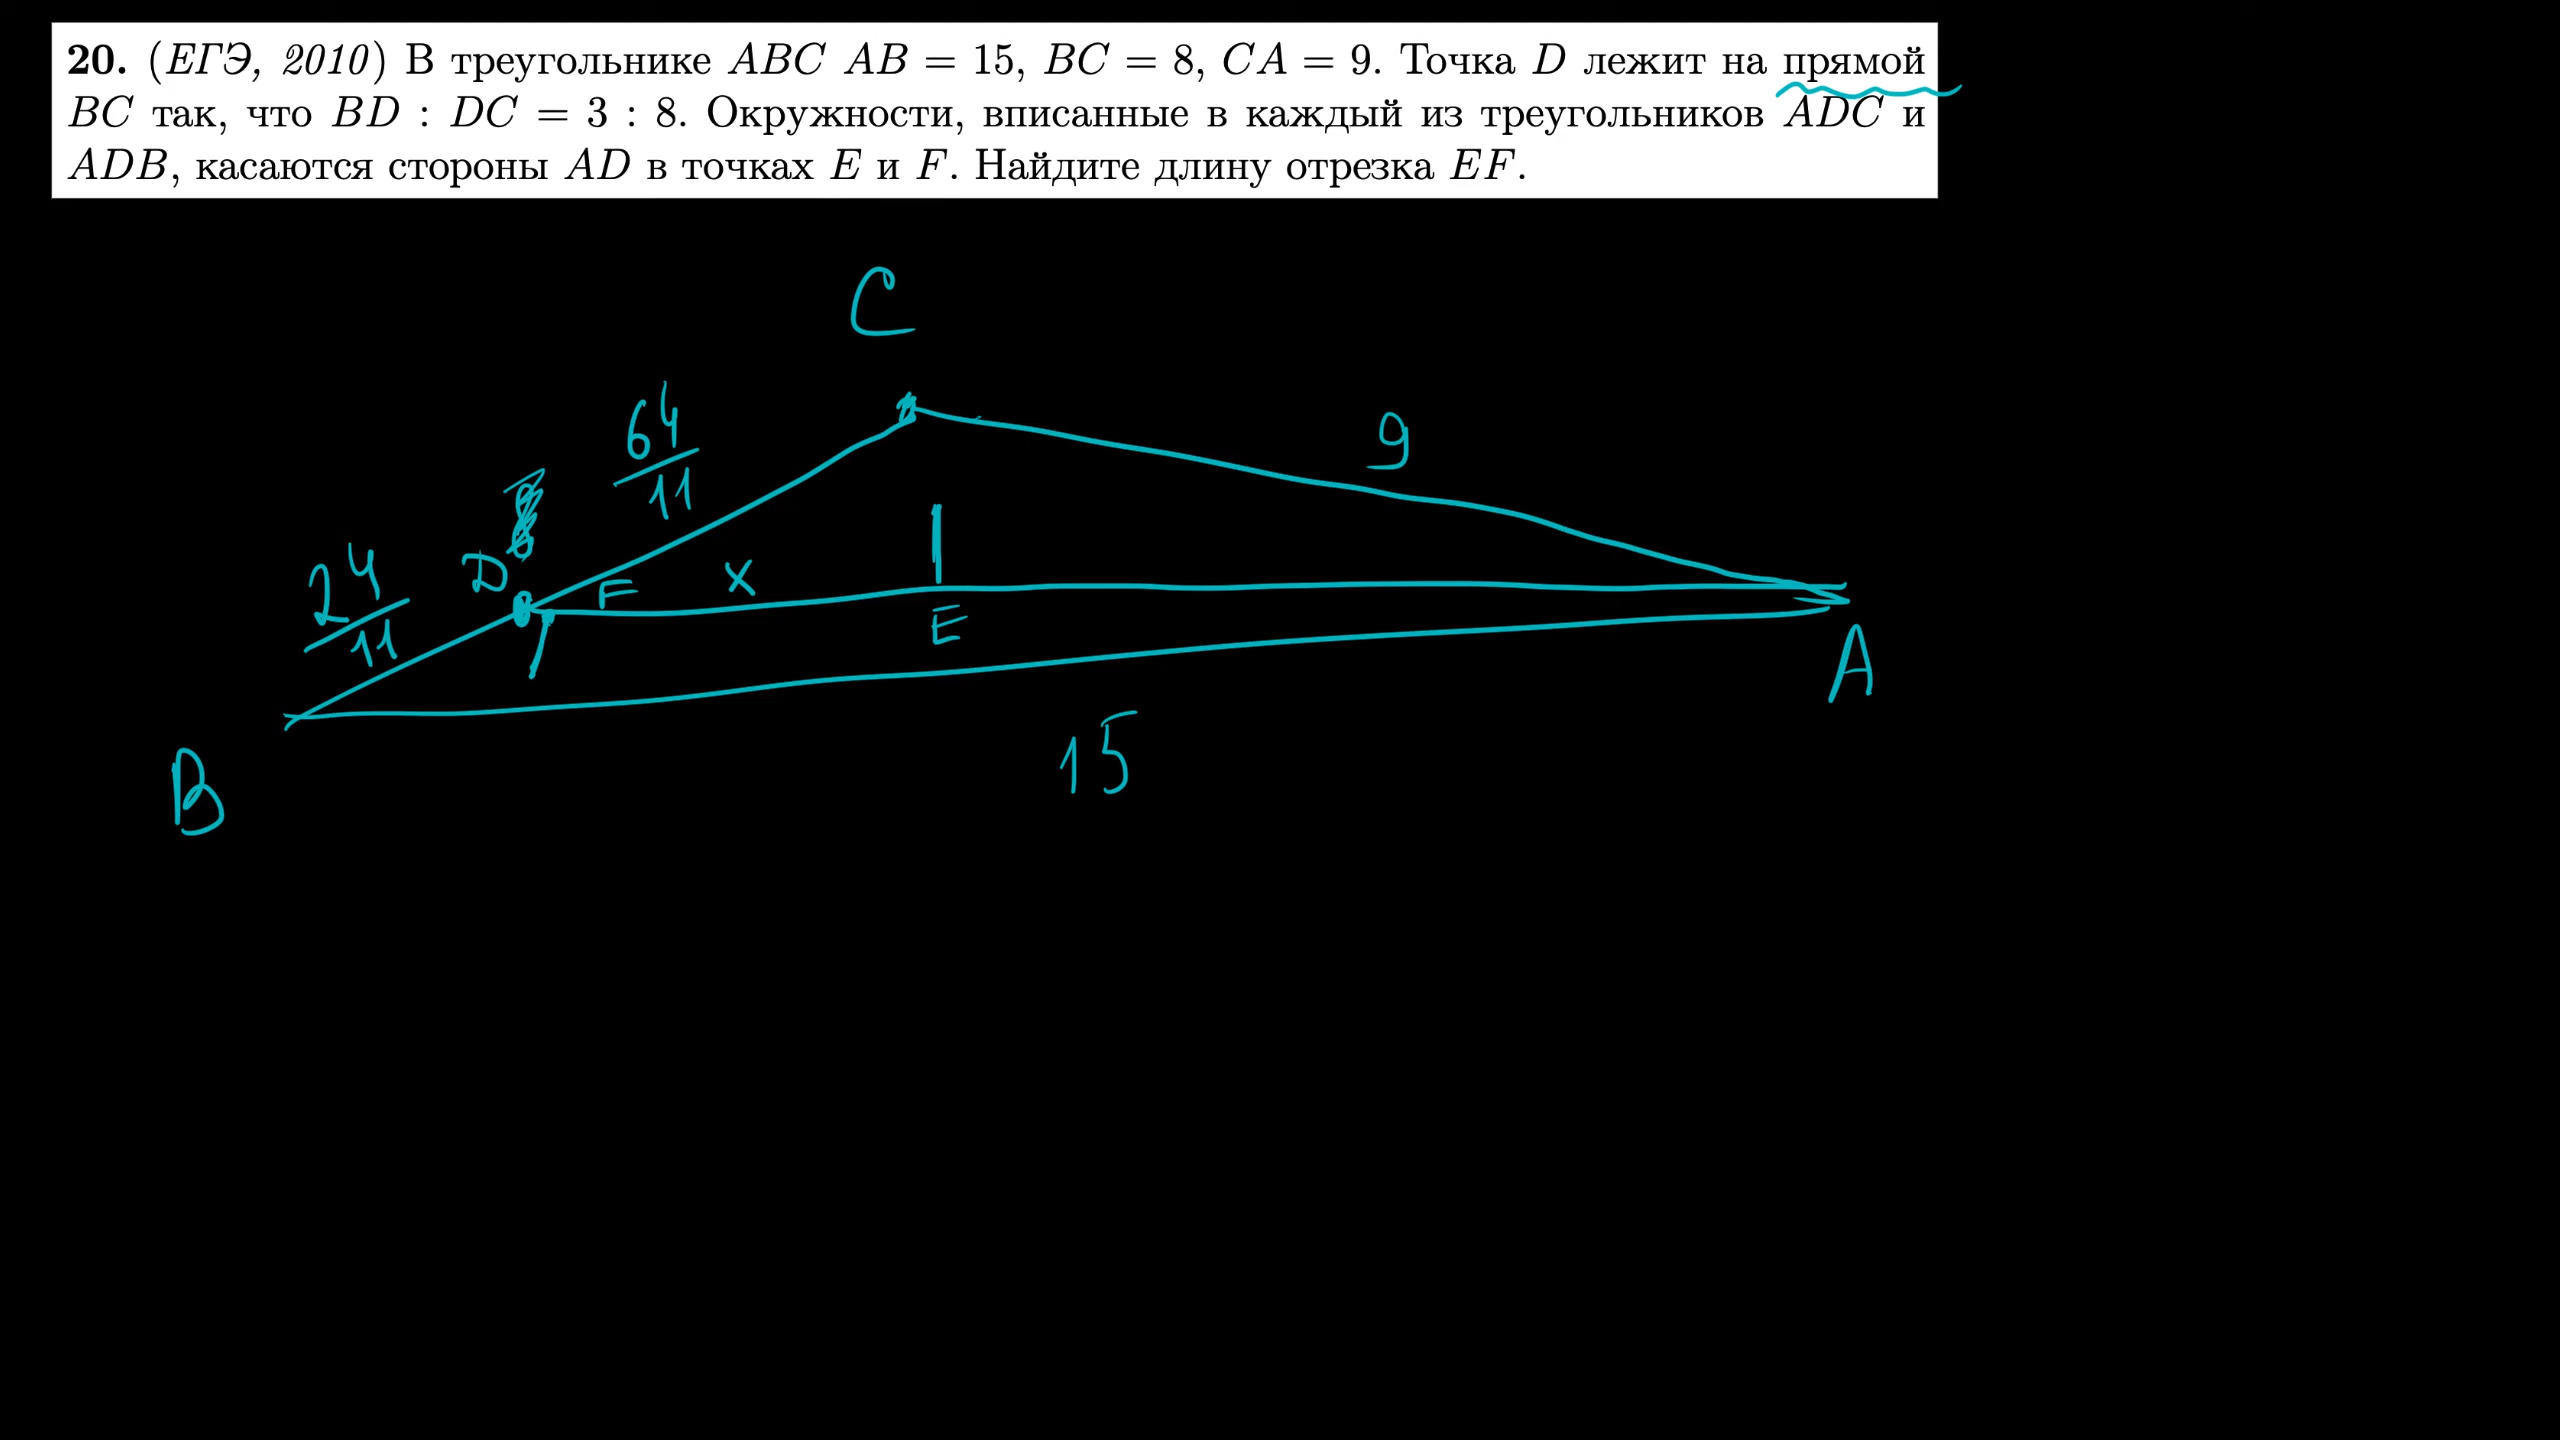 20. (ЕГЭ, 2010) В треугольнике ABC AB = 15, BC = 8, CA = 9. Точка D лежит на прямой
BC так, что BD : DC = 3 : 8. Окружности, вписанные в каждый из треугольников ADC и
ADB, касаются стороны AD в точках E и F. Найдите длину отрезка EF.
C
64/11
9
24/11
D
F
x
E
A
15
B